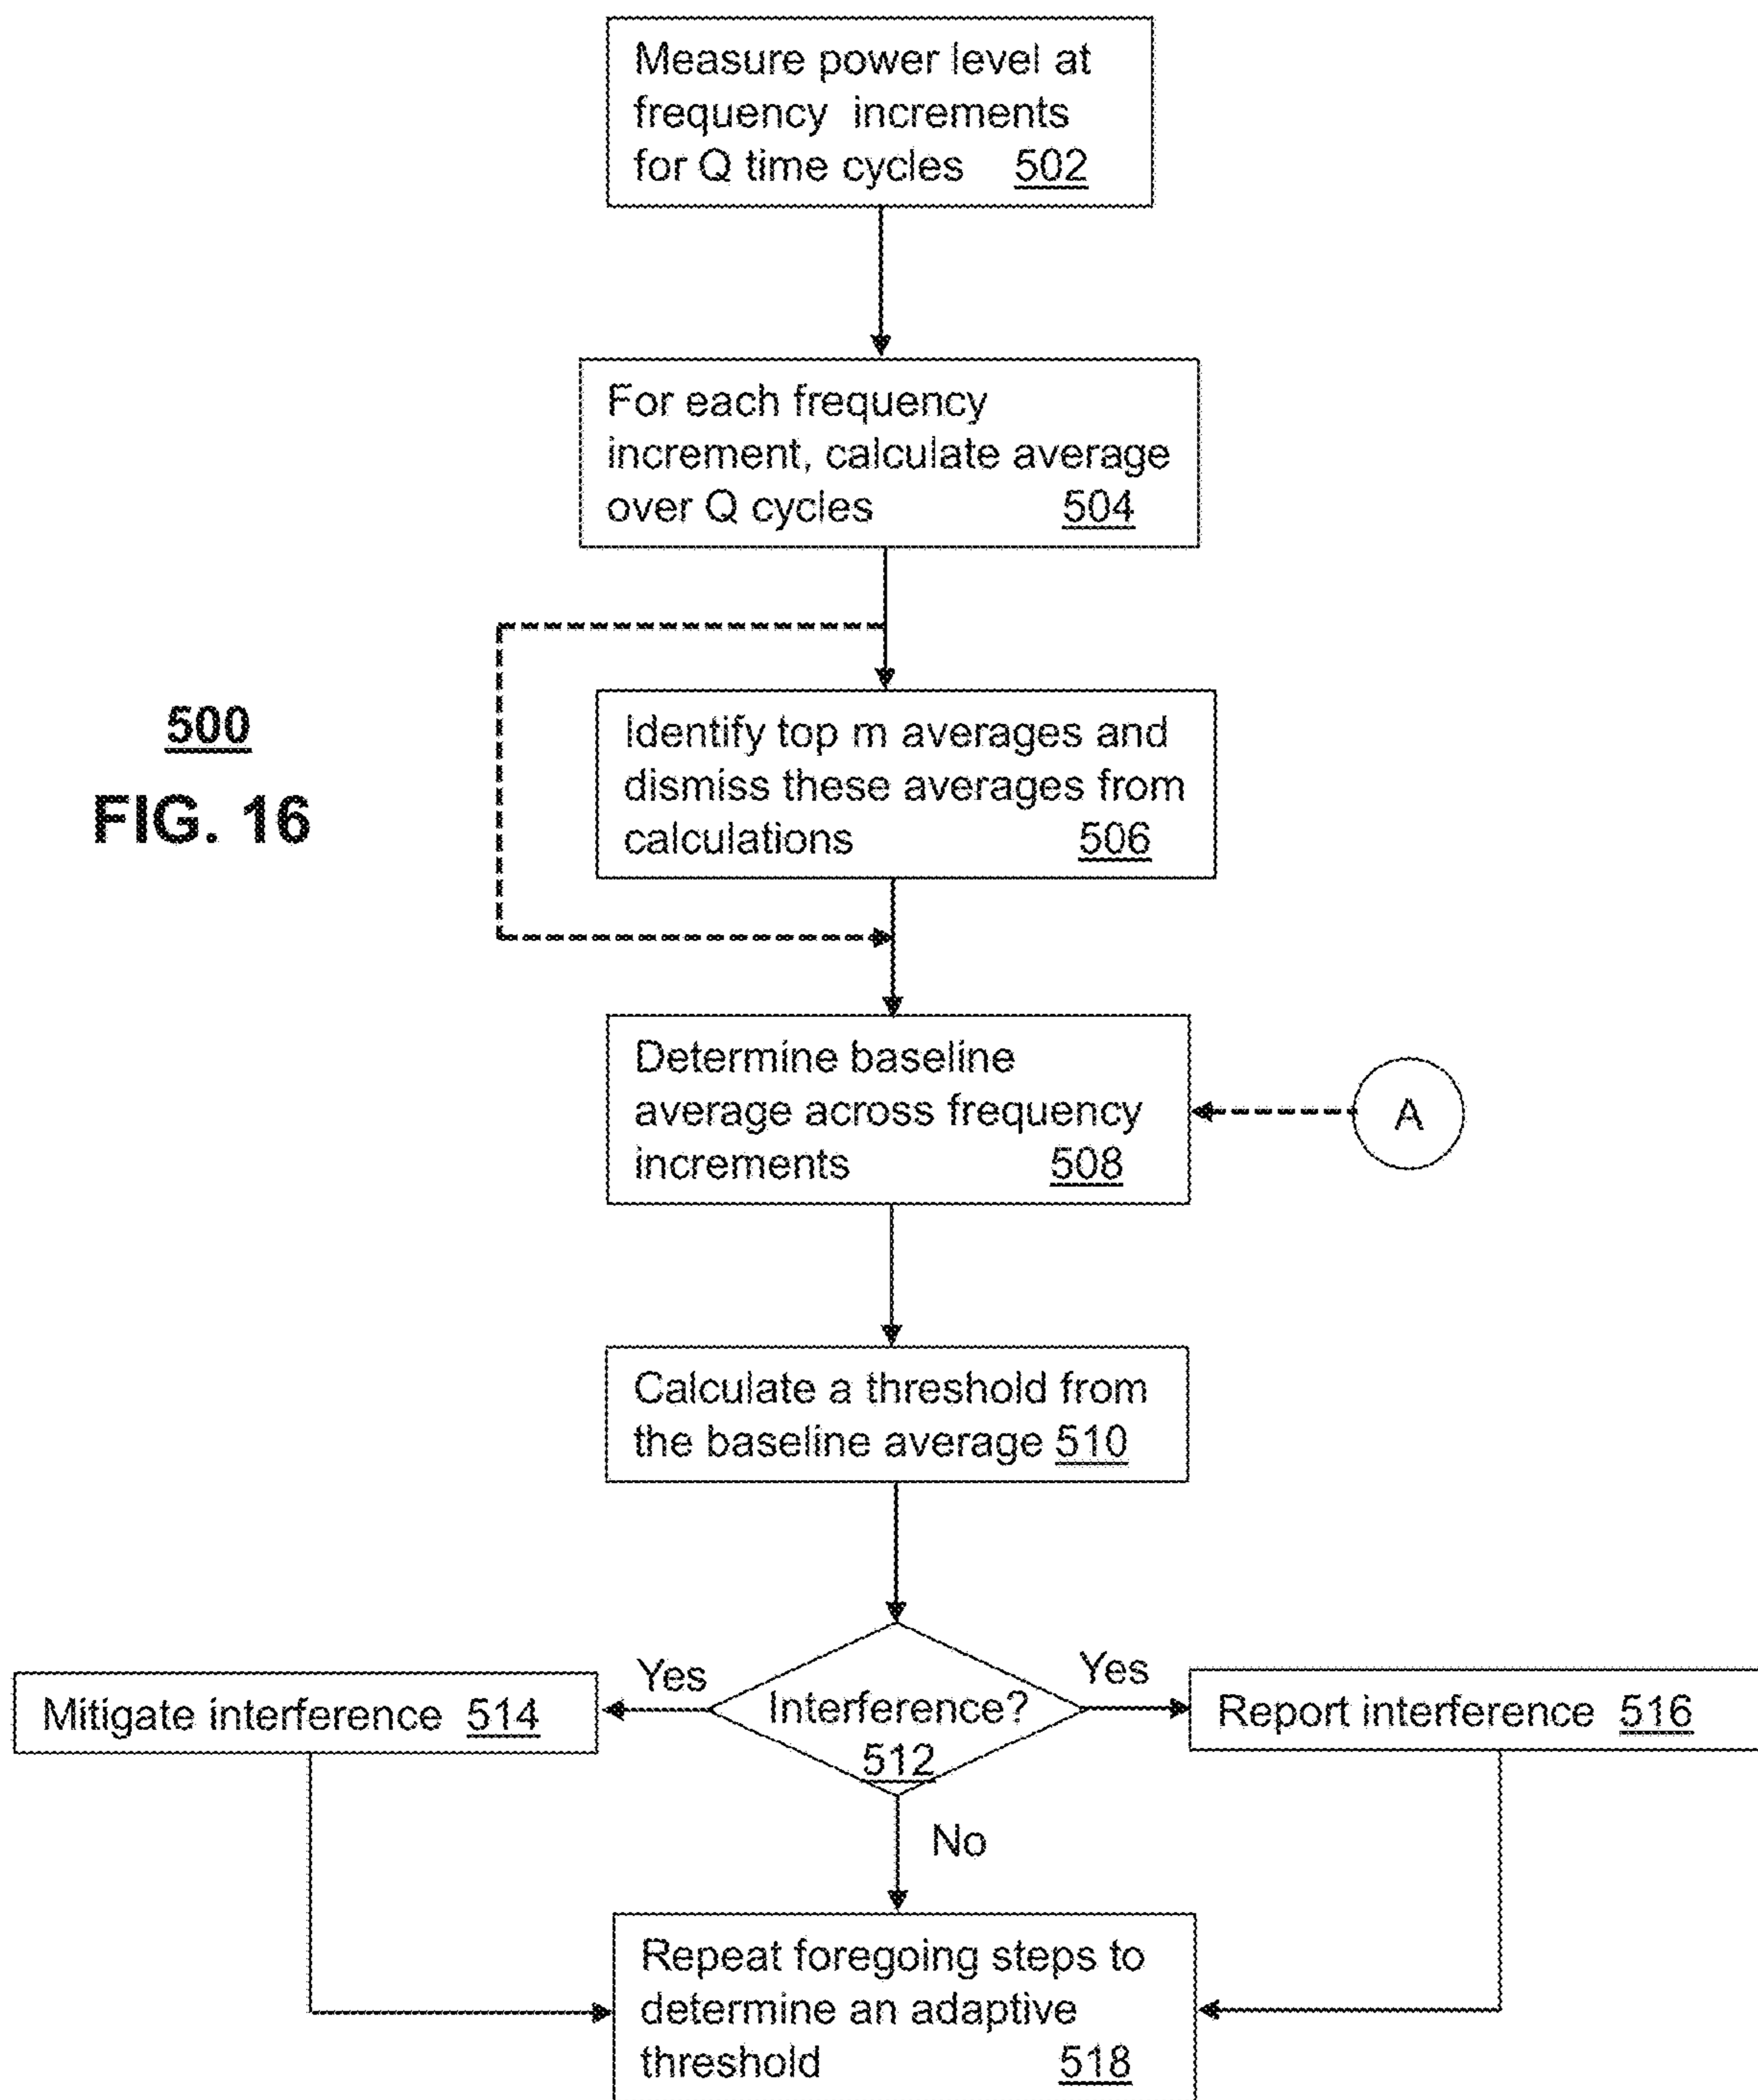 Measure power level at
frequency increments
for Q time cycles 502
For each frequency
increment, calculate average
over Q cycles 504
500
FIG. 16
Identify top m averages and
dismiss these averages from
calculations 506
Determine baseline
average across frequency
increments 508
A
Calculate a threshold from
the baseline average 510
Yes
Yes
Mitigate interference 514
Interference?
512
Report interference 516
No
Repeat foregoing steps to
determine an adaptive
threshold 518